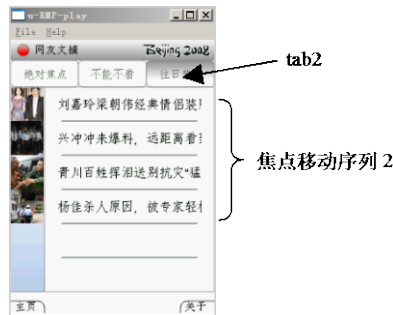 u-RMP-play
File Help
网友文摘 Beijing 2008
绝对焦点 不能不看 往日
tab2
刘嘉玲梁朝伟经典情侣装
兴冲冲来爆料，远距离看
焦点移动序列 2
青川百姓挥泪送别抗灾“猛
杨佳杀人原因，被专家轻
主页 关于